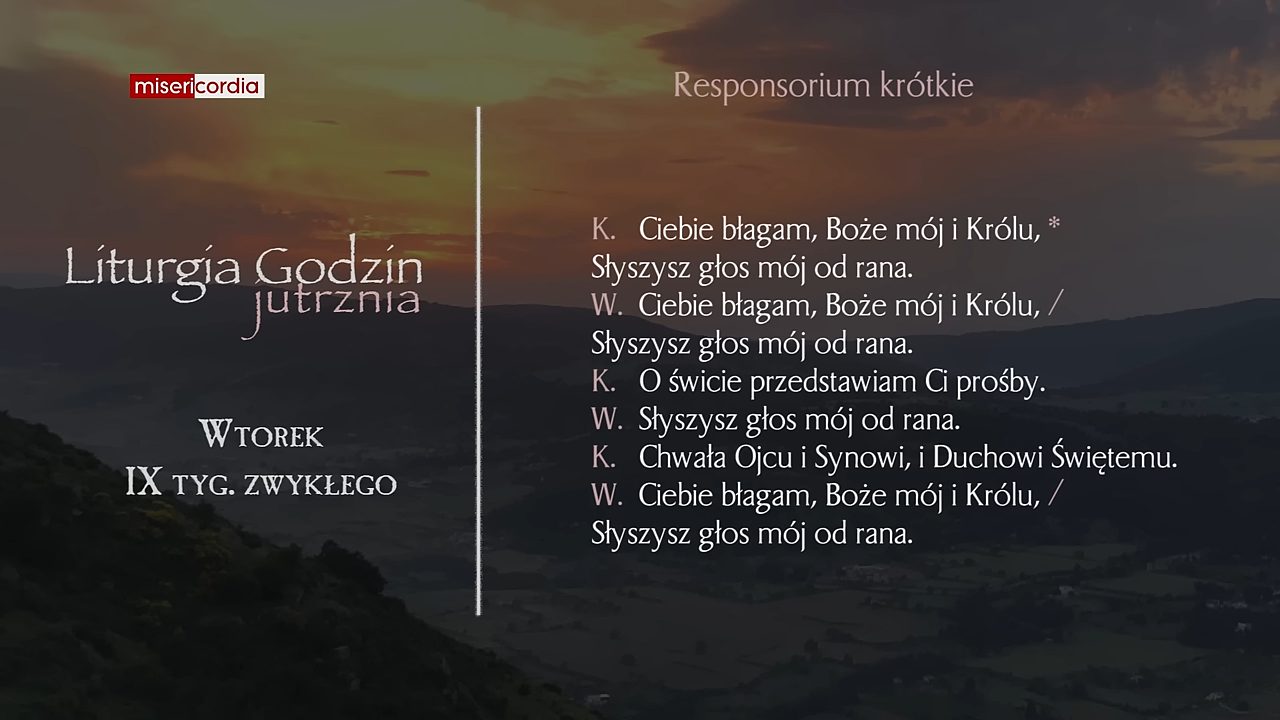 misericordia
Liturgia Godzin
jutrznia
Wtorek
IX tyg. zwykłego
Responsorium krótkie
K. Ciebie błagam, Boże mój i Królu, *
Słyszysz głos mój od rana.
W. Ciebie błagam, Boże mój i Królu, /
Słyszysz głos mój od rana.
K. O świcie przedstawiam Ci prośby.
W. Słyszysz głos mój od rana.
K. Chwała Ojcu i Synowi, i Duchowi Świętemu.
W. Ciebie błagam, Boże mój i Królu, /
Słyszysz głos mój od rana.